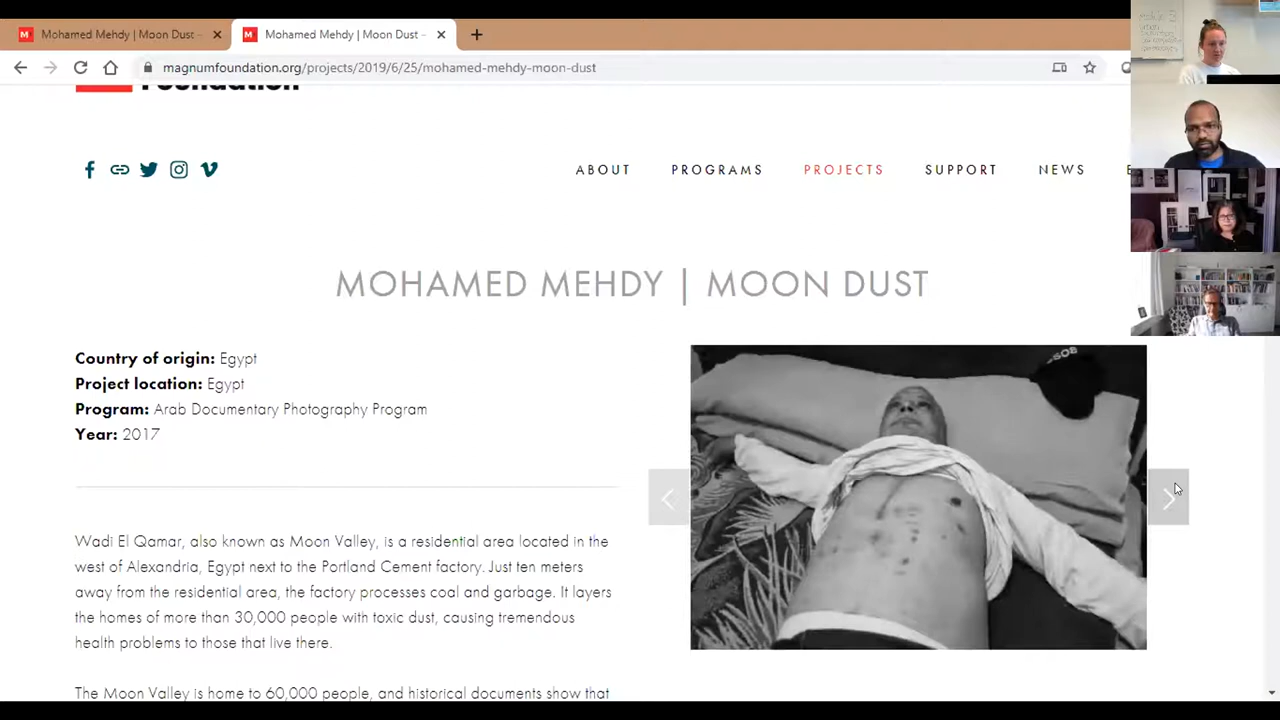 Mohamed Mehdy | Moon Dust –
Mohamed Mehdy | Moon Dust –
magnumfoundation.org/projects/2019/6/25/mohamed-mehdy-moon-dust
Foundation
ABOUT PROGRAMS PROJECTS SUPPORT NEWS E
MOHAMED MEHDY | MOON DUST
Country of origin: Egypt
Project location: Egypt
Program: Arab Documentary Photography Program
Year: 2017
Wadi El Qamar, also known as Moon Valley, is a residential area located in the
west of Alexandria, Egypt next to the Portland Cement factory. Just ten meters
away from the residential area, the factory processes coal and garbage. It layers
the homes of more than 30,000 people with toxic dust, causing tremendous
health problems to those that live there.
The Moon Valley is home to 60,000 people, and historical documents show that